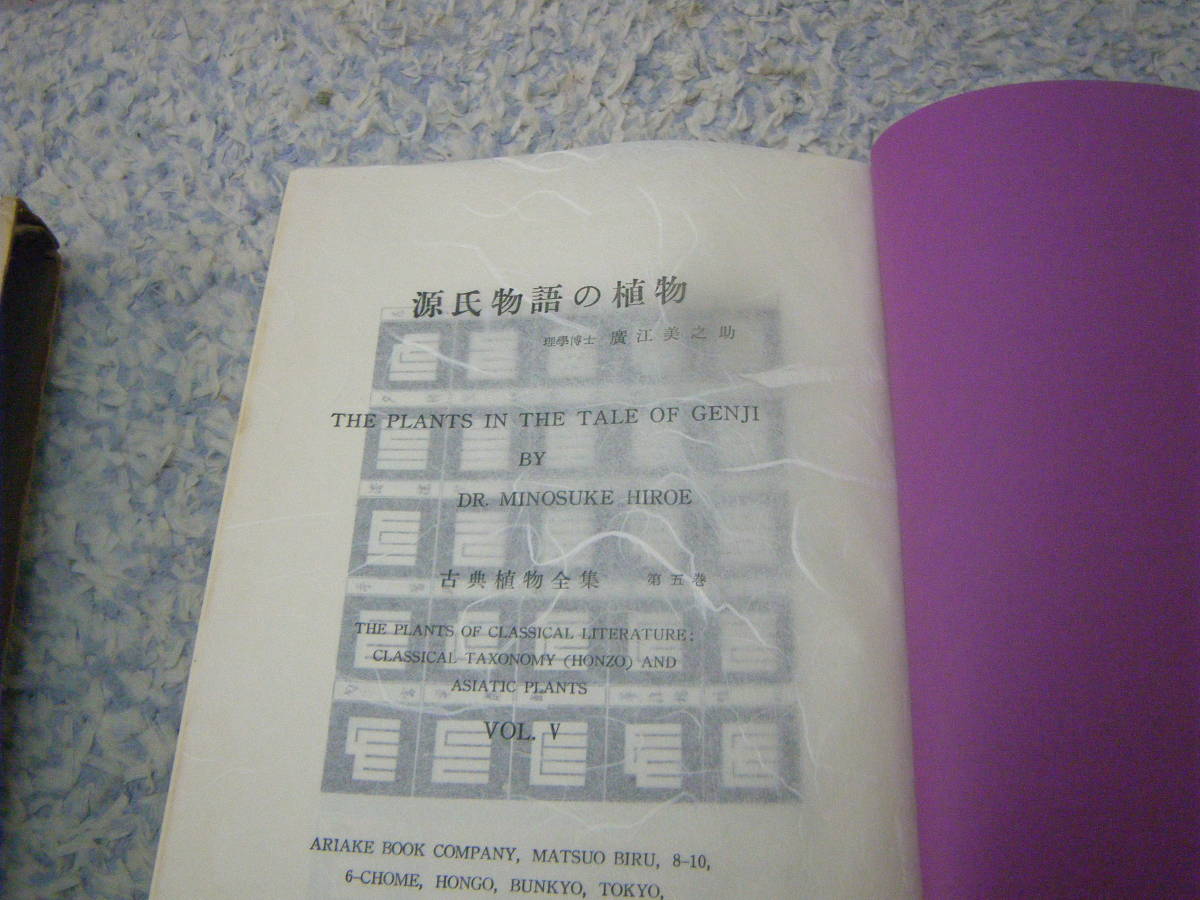 源氏物語の植物
理學博士 廣江美之助
THE PLANTS IN THE TALE OF GENJI
BY
DR. MINOSUKE HIROE
古典植物全集 第五巻
THE PLANTS OF CLASSICAL LITERATURE:
CLASSICAL TAXONOMY (HONZO) AND
ASIATIC PLANTS
VOL. V
ARIAKE BOOK COMPANY, MATSUO BIRU, 8-10,
6-CHOME, HONGO, BUNKYO, TOKYO,